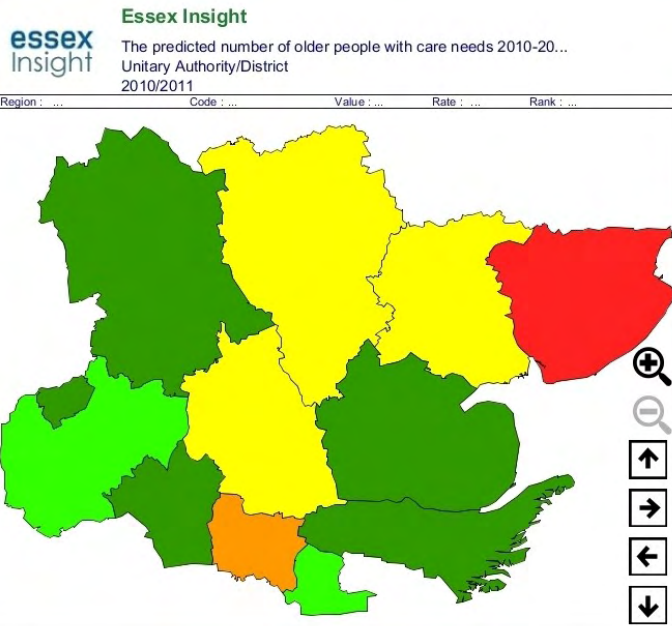 essex
Insight
Essex Insight
The predicted number of older people with care needs 2010-20...
Unitary Authority/District
2010/2011
Region : ... Code : ... Value : ... Rate : ... Rank : ...